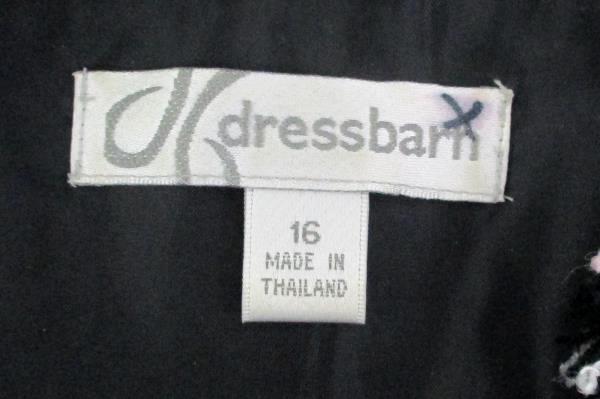 dressbarn
X
16
MADE IN
THAILAND